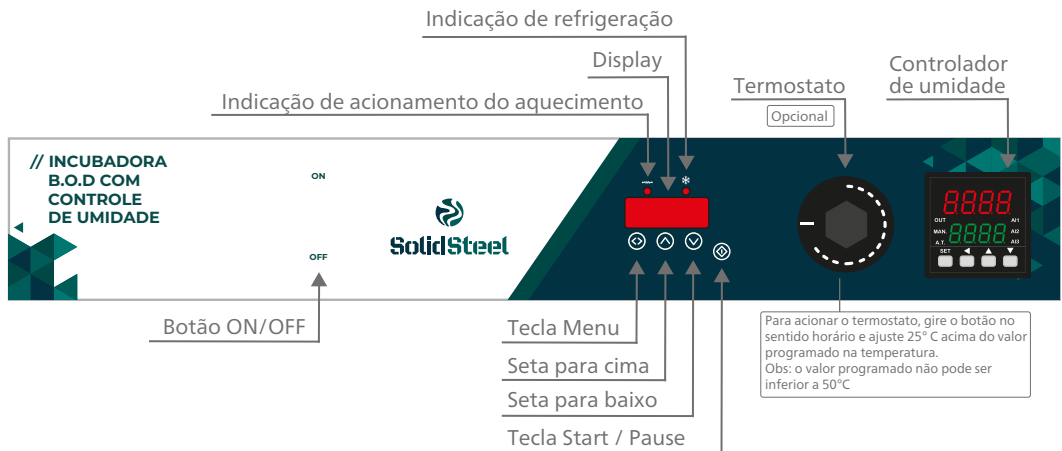 Indicação de refrigeração
Display
Indicação de acionamento do aquecimento
Termostato
Opcional
Controlador
de umidade
// INCUBADORA
B.O.D COM
CONTROLE
DE UMIDADE
ON
OFF
SolidSteel
8888
OUT
AI1
MAN.
8888
AI2
A.T.
AI3
SET
Botão ON/OFF
Tecla Menu
Seta para cima
Seta para baixo
Tecla Start / Pause
Para acionar o termostato, gire o botão no
sentido horário e ajuste 25° C acima do valor
programado na temperatura.
Obs: o valor programado não pode ser
inferior a 50°C